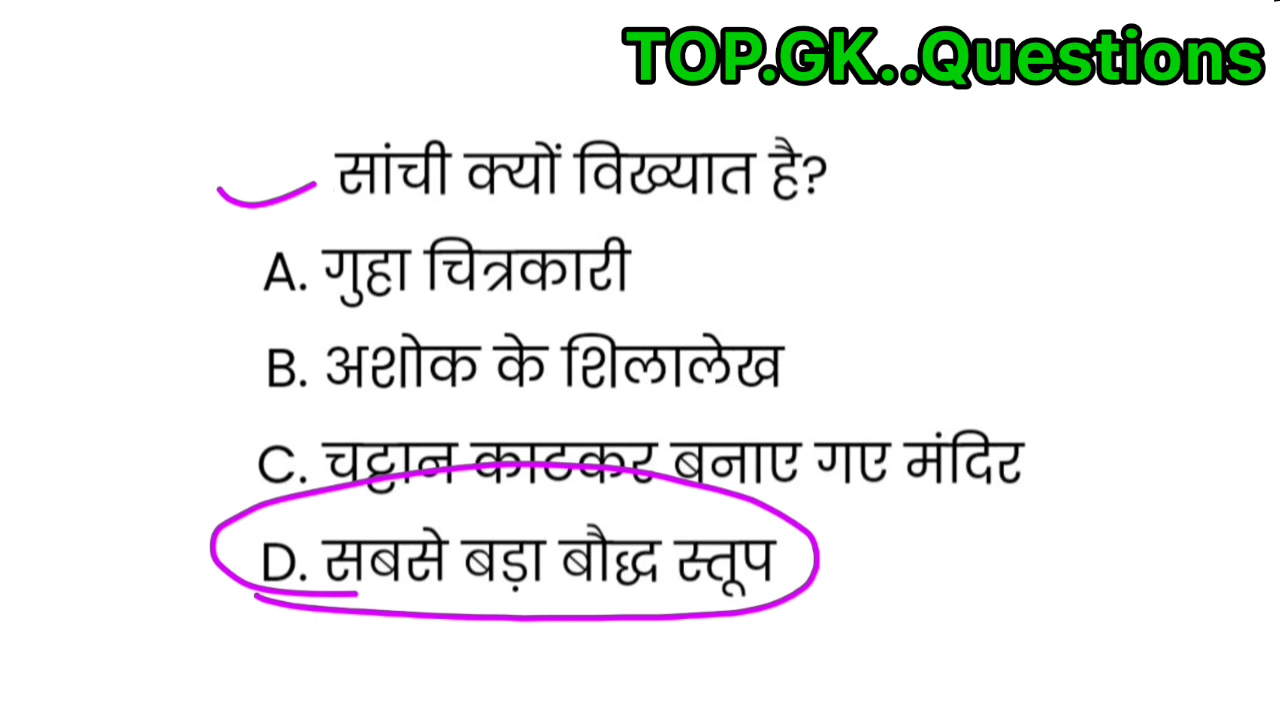 TOP.GK..Questions
सांची क्यों विख्यात है?
A. गुहा चित्रकारी
B. अशोक के शिलालेख
C. चट्टान काटकर बनाए गए मंदिर
D. सबसे बड़ा बौद्ध स्तूप